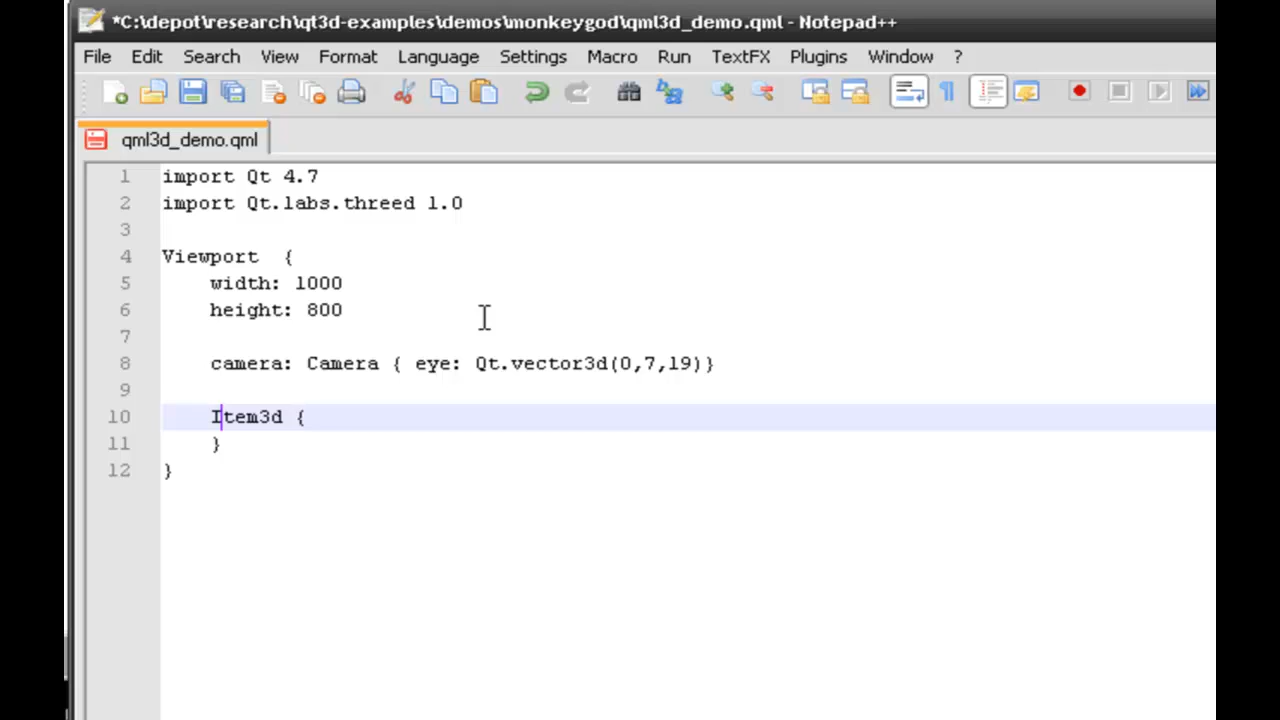 *C:\depot\research\qt3d-examples\demos\monkeygod\qml3d_demo.qml - Notepad++
File Edit Search View Format Language Settings Macro Run TextFX Plugins Window ?
qml3d_demo.qml
1 import Qt 4.7
2 import Qt.labs.threed 1.0
3
4 Viewport  {
5     width: 1000
6     height: 800
7
8     camera: Camera { eye: Qt.vector3d(0,7,19)}
9
10     Item3d {
11     }
12 }